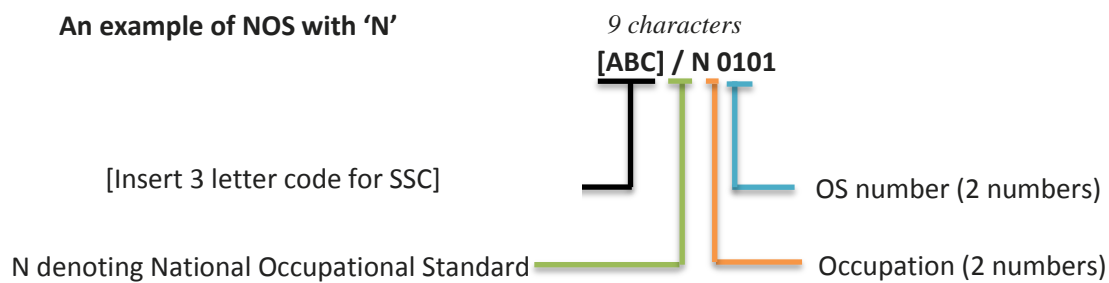 An example of NOS with ‘N’
9 characters
[ABC] / N 0101
[Insert 3 letter code for SSC]
OS number (2 numbers)
N denoting National Occupational Standard
Occupation (2 numbers)